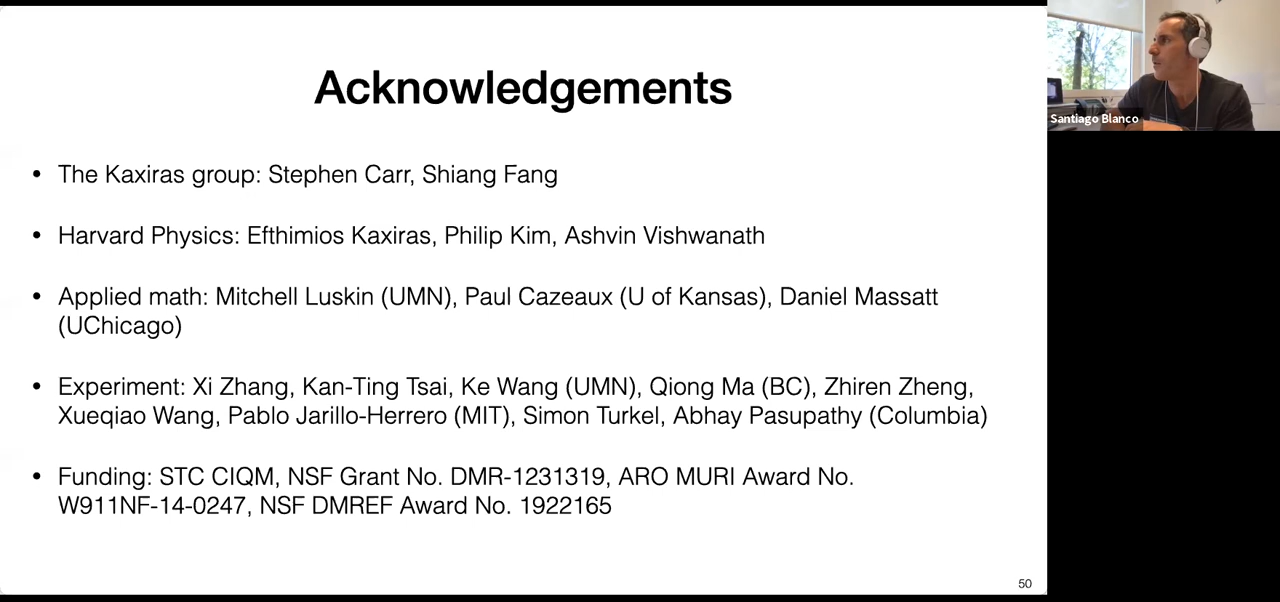 Acknowledgements
• The Kaxiras group: Stephen Carr, Shiang Fang
• Harvard Physics: Efthimios Kaxiras, Philip Kim, Ashvin Vishwanath
• Applied math: Mitchell Luskin (UMN), Paul Cazeaux (U of Kansas), Daniel Massatt
(UChicago)
• Experiment: Xi Zhang, Kan-Ting Tsai, Ke Wang (UMN), Qiong Ma (BC), Zhiren Zheng,
Xueqiao Wang, Pablo Jarillo-Herrero (MIT), Simon Turkel, Abhay Pasupathy (Columbia)
• Funding: STC CIQM, NSF Grant No. DMR-1231319, ARO MURI Award No.
W911NF-14-0247, NSF DMREF Award No. 1922165
50
Santiago Blanco